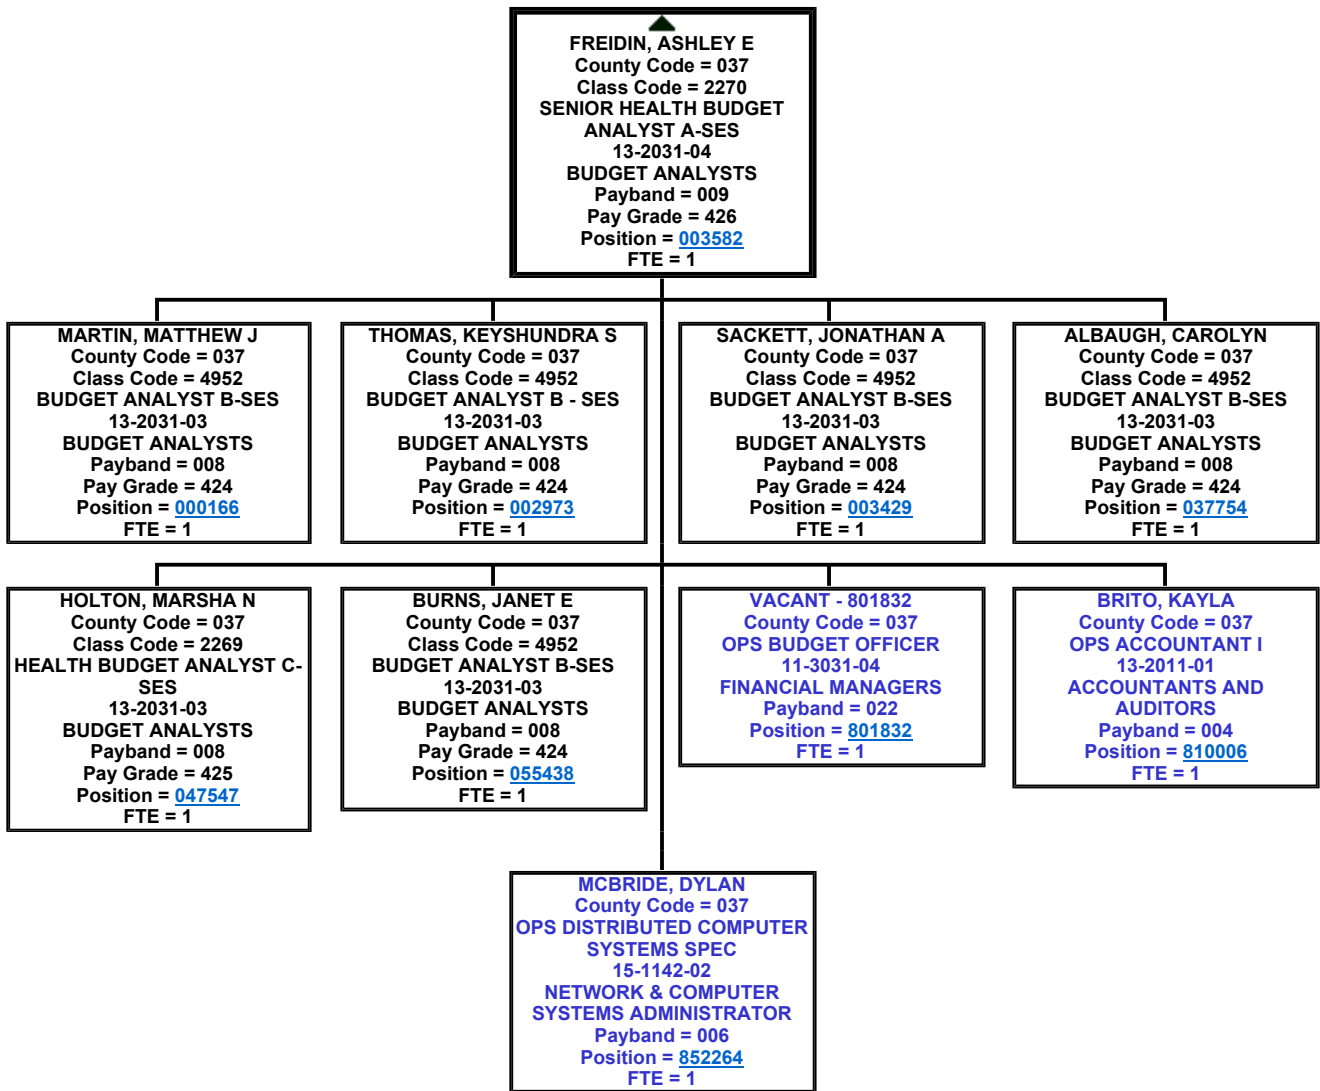 FREIDIN, ASHLEY E
County Code = 037
Class Code = 2270
SENIOR HEALTH BUDGET
ANALYST A-SES
13-2031-04
BUDGET ANALYSTS
Payband = 009
Pay Grade = 426
Position = 003582
FTE = 1
MARTIN, MATTHEW J
County Code = 037
Class Code = 4952
BUDGET ANALYST B-SES
13-2031-03
BUDGET ANALYSTS
Payband = 008
Pay Grade = 424
Position = 000166
FTE = 1
THOMAS, KEYSHUNDRA S
County Code = 037
Class Code = 4952
BUDGET ANALYST B - SES
13-2031-03
BUDGET ANALYSTS
Payband = 008
Pay Grade = 424
Position = 002973
FTE = 1
SACKETT, JONATHAN A
County Code = 037
Class Code = 4952
BUDGET ANALYST B-SES
13-2031-03
BUDGET ANALYSTS
Payband = 008
Pay Grade = 424
Position = 003429
FTE = 1
ALBAUGH, CAROLYN
County Code = 037
Class Code = 4952
BUDGET ANALYST B-SES
13-2031-03
BUDGET ANALYSTS
Payband = 008
Pay Grade = 424
Position = 037754
FTE = 1
HOLTON, MARSHA N
County Code = 037
Class Code = 2269
HEALTH BUDGET ANALYST C-
SES
13-2031-03
BUDGET ANALYSTS
Payband = 008
Pay Grade = 425
Position = 047547
FTE = 1
BURNS, JANET E
County Code = 037
Class Code = 4952
BUDGET ANALYST B-SES
13-2031-03
BUDGET ANALYSTS
Payband = 008
Pay Grade = 424
Position = 055438
FTE = 1
VACANT - 801832
County Code = 037
OPS BUDGET OFFICER
11-3031-04
FINANCIAL MANAGERS
Payband = 022
Position = 801832
FTE = 1
BRITO, KAYLA
County Code = 037
OPS ACCOUNTANT I
13-2011-01
ACCOUNTANTS AND
AUDITORS
Payband = 004
Position = 810006
FTE = 1
MCBRIDE, DYLAN
County Code = 037
OPS DISTRIBUTED COMPUTER
SYSTEMS SPEC
15-1142-02
NETWORK & COMPUTER
SYSTEMS ADMINISTRATOR
Payband = 006
Position = 852264
FTE = 1